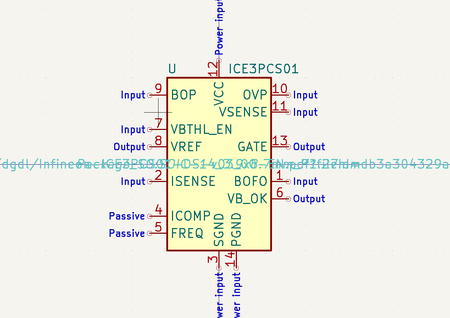 Power input
12
U ICE3PCS01
VCC
Input 9 BOP OVP 10 Input
VSENSE 11 Input
Input 7 VBTHL_EN
Output 8 VREF GATE 13 Output
Input 2 ISENSE BOFO 1 Input
VB_OK 6 Output
Passive 4 ICOMP
Passive 5 FREQ
SGND PGND
3 14